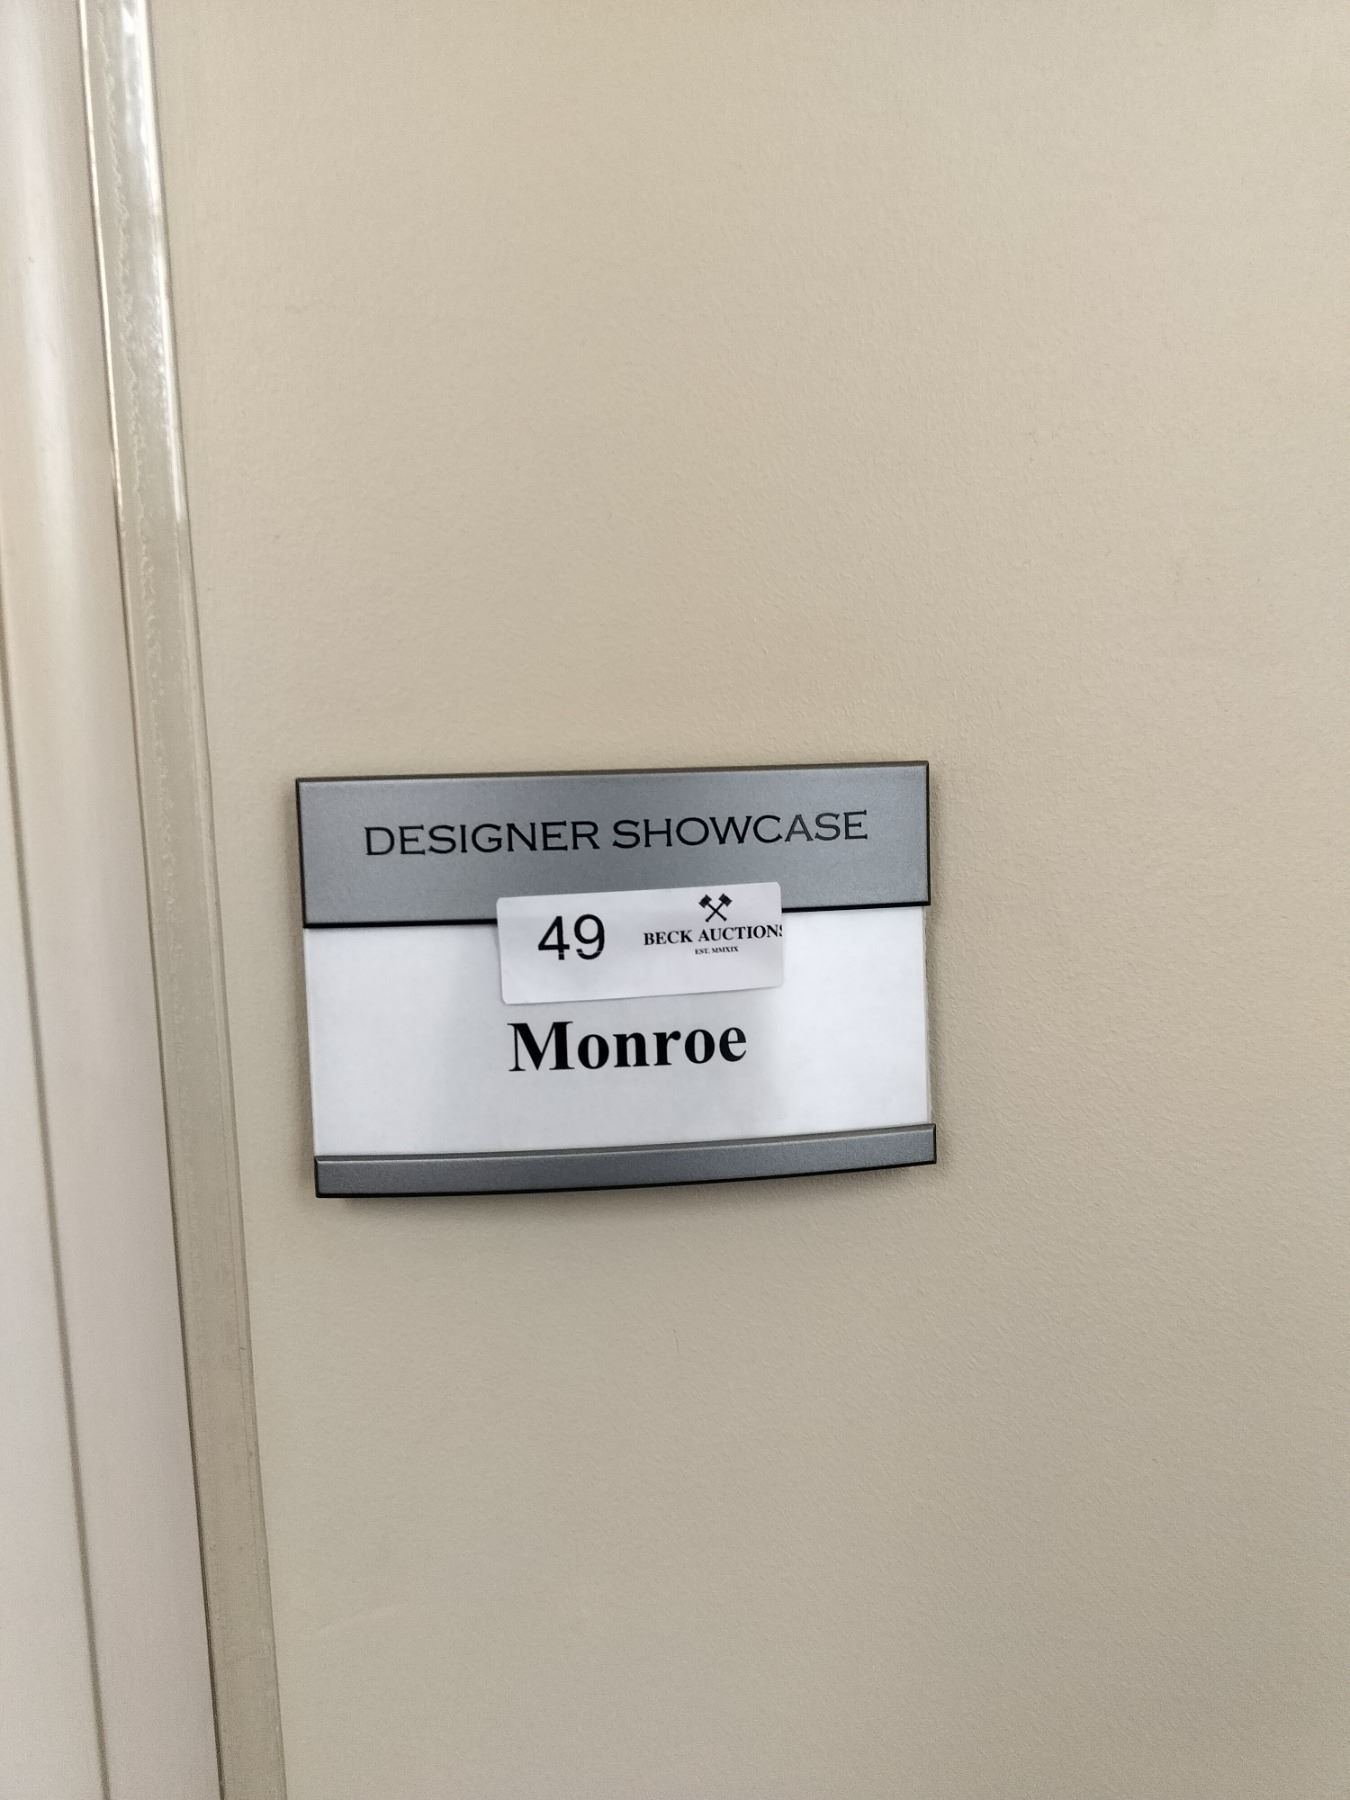 DESIGNER SHOWCASE
49
BECK AUCTIONS
EST. MMXIX
Monroe